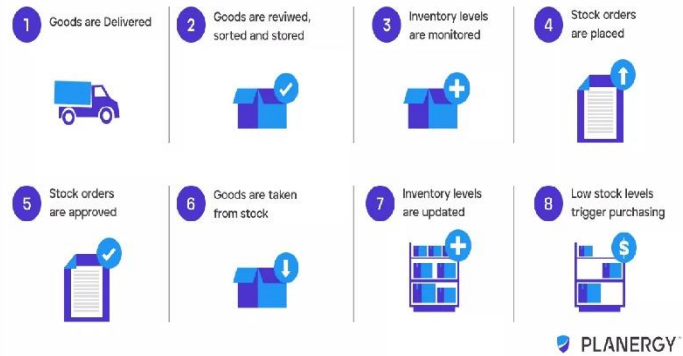 1
Goods are Delivered
2
Goods are reviwed,
sorted and stored
3
Inventory levels
are monitored
4
Stock orders
are placed
5
Stock orders
are approved
6
Goods are taken
from stock
7
Inventory levels
are updated
8
Low stock levels
trigger purchasing
$
PLANERGY